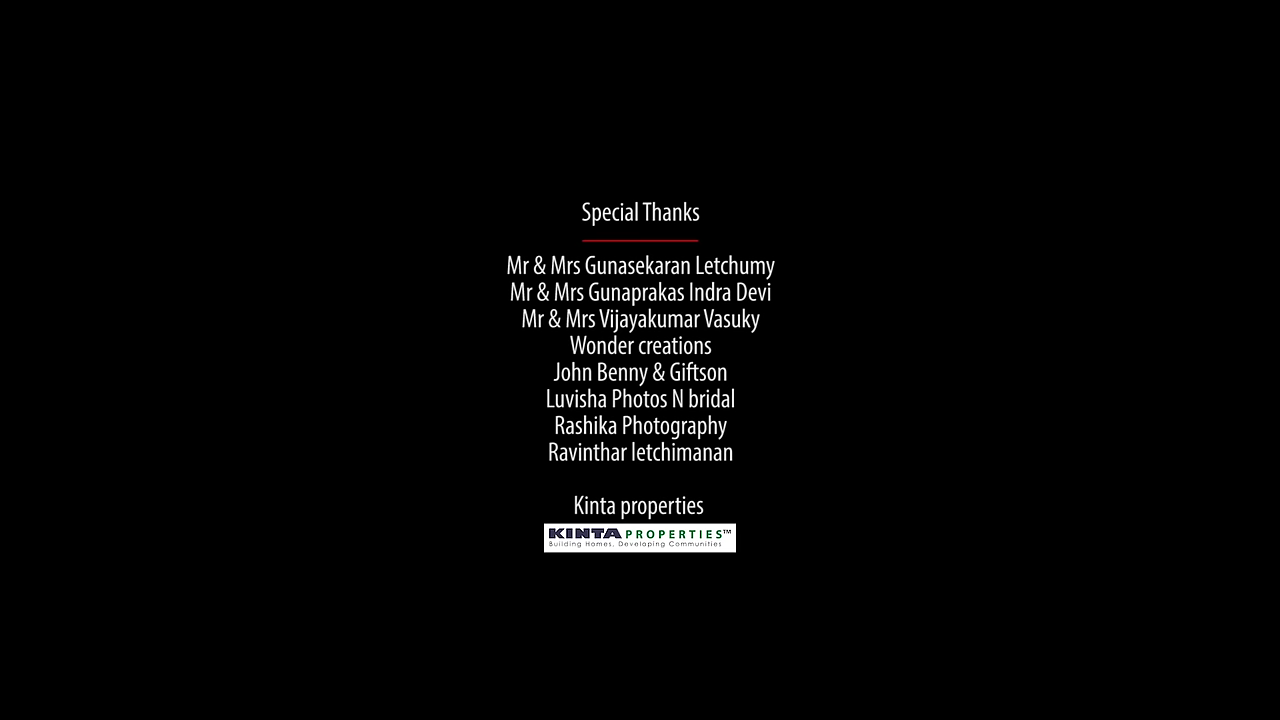 Special Thanks
Mr & Mrs Gunasekaran Letchumy
Mr & Mrs Gunaprakas Indra Devi
Mr & Mrs Vijayakumar Vasuky
Wonder creations
John Benny & Giftson
Luvisha Photos N bridal
Rashika Photography
Ravinthar letchimanan
Kinta properties
KINTA PROPERTIES™
Building Homes, Developing Communities